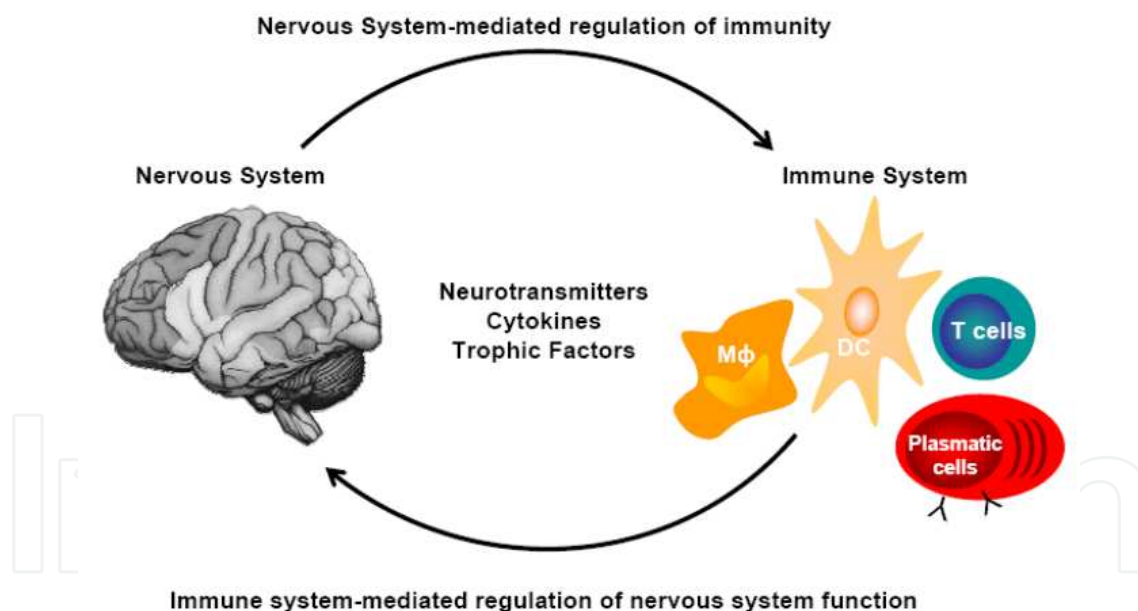 Nervous System-mediated regulation of immunity
Nervous System
Immune System
Neurotransmitters
Cytokines
Trophic Factors
Mϕ
DC
T cells
Plasmatic
cells
Immune system-mediated regulation of nervous system function